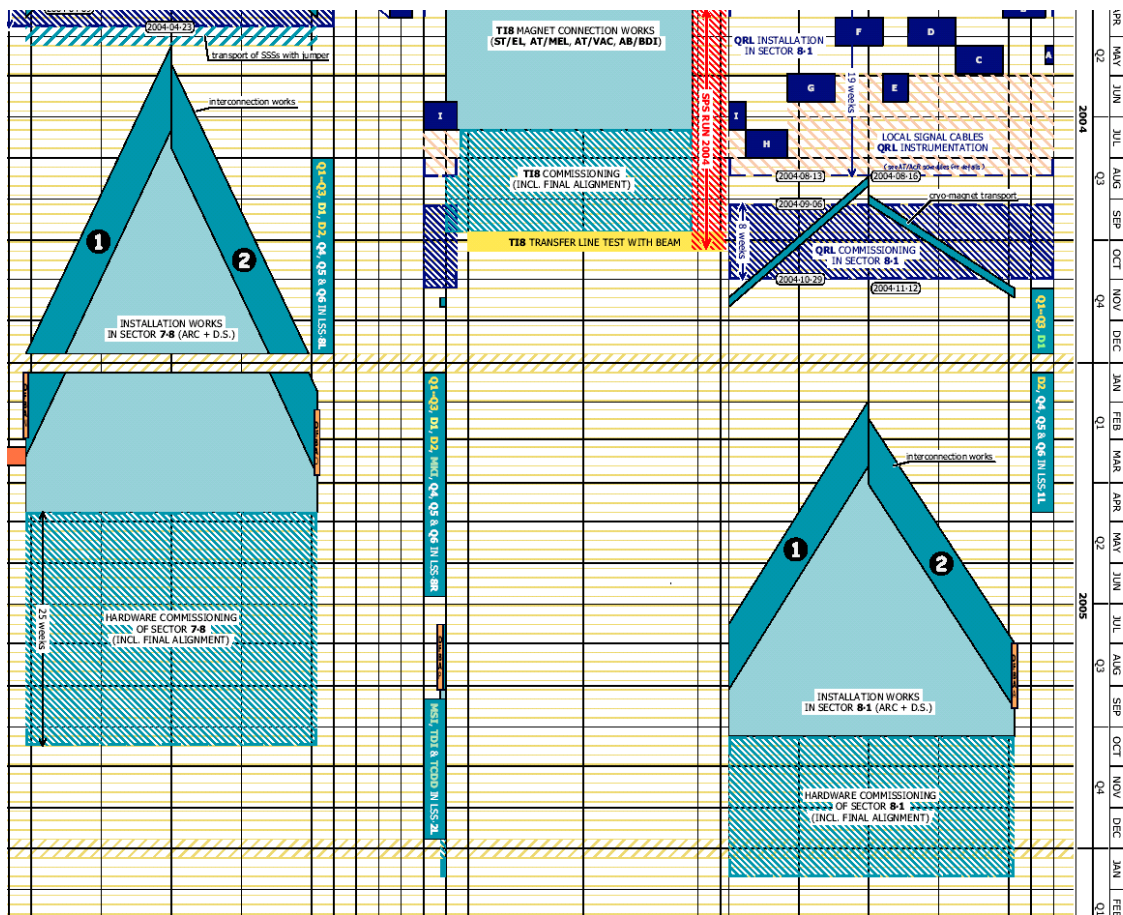 2004-04-23
transport of SSSs with jumper
interconnection works
1
2
INSTALLATION WORKS
IN SECTOR 7-8 (ARC + D.S.)
Q1-Q3, D1, D2, Q4, Q5 & Q6 IN LSS-8L
HARDWARE COMMISSIONING
OF SECTOR 7-8
(INCL. FINAL ALIGNMENT)
25 weeks
I
TI8 MAGNET CONNECTION WORKS
(ST/EL, AT/MEL, AT/VAC, AB/BDI)
SPS RUN 2004
TI8 COMMISSIONING
(INCL. FINAL ALIGNMENT)
TI8 TRANSFER LINE TEST WITH BEAM
Q1-Q3, D1, D2, MKI, Q4, Q5 & Q6 IN LSS-8R
MSI, TDI & TCDD IN LSS-2L
QRL INSTALLATION
IN SECTOR 8-1
F
D
C
A
G
E
I
H
19 weeks
LOCAL SIGNAL CABLES
QRL INSTRUMENTATION
2004-08-13
2004-08-16
cryo-magnet transport
2004-09-06
8 weeks
QRL COMMISSIONING
IN SECTOR 8-1
2004-10-29
2004-11-12
Q1-Q3, D1
D2, Q4, Q5 & Q6 IN LSS-1L
interconnection works
1
2
INSTALLATION WORKS
IN SECTOR 8-1 (ARC + D.S.)
HARDWARE COMMISSIONING
OF SECTOR 8-1
(INCL. FINAL ALIGNMENT)
2004
2005
Q2
Q3
Q4
Q1
Q2
Q3
Q4
Q1
APR
MAY
JUN
JUL
AUG
SEP
OCT
NOV
DEC
JAN
FEB
MAR
APR
MAY
JUN
JUL
AUG
SEP
OCT
NOV
DEC
JAN
FEB